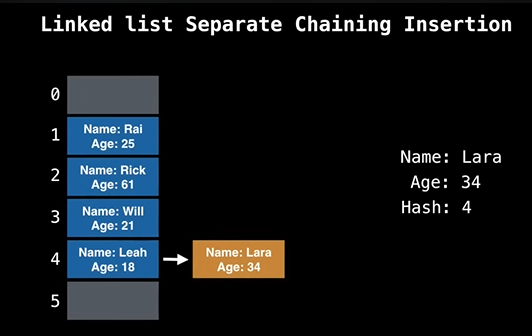 Linked list Separate Chaining Insertion
0
1
Name: Rai
Age: 25
2
Name: Rick
Age: 61
3
Name: Will
Age: 21
4
Name: Leah
Age: 18
Name: Lara
Age: 34
5
Name: Lara
Age: 34
Hash: 4